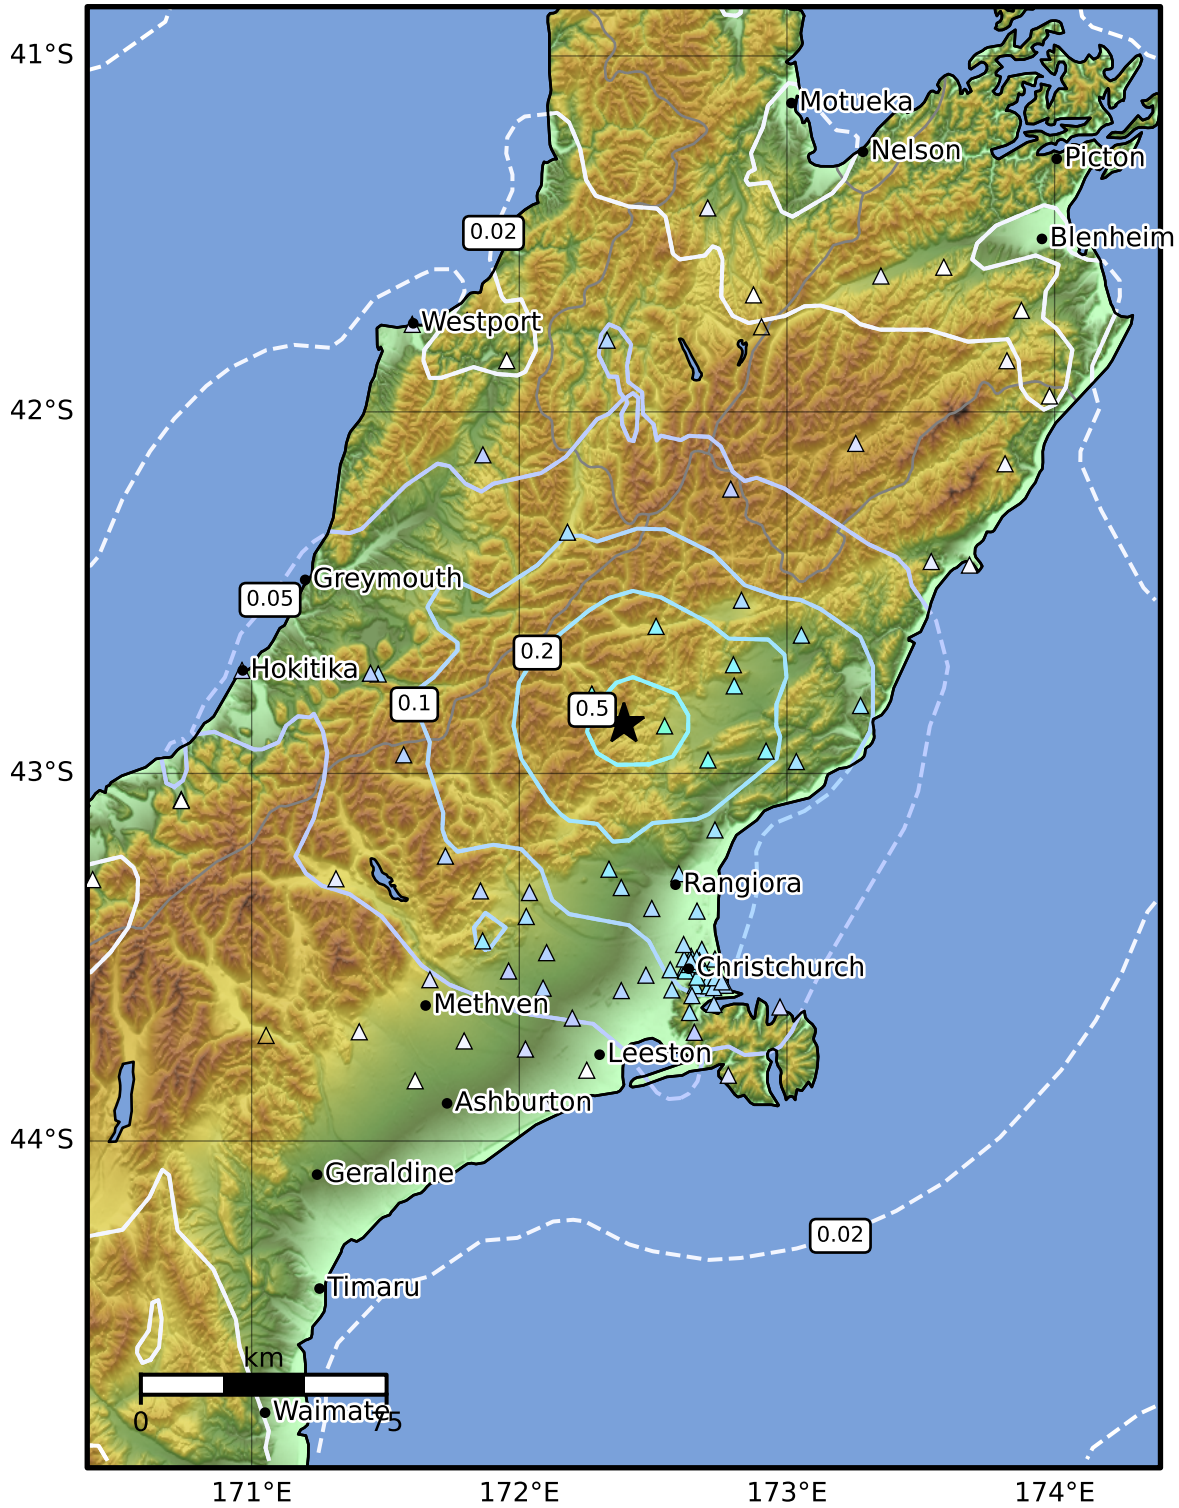 41°S
Motueka
Nelson
Picton
0.02
Blenheim
Westport
42°S
Greymouth
0.05
0.2
Hokitika
0.1
0.5
43°S
Rangiora
Christchurch
Methven
Leeston
Ashburton
44°S
Geraldine
0.02
Timaru
km
Waimate
0
75
171°E
172°E
173°E
174°E